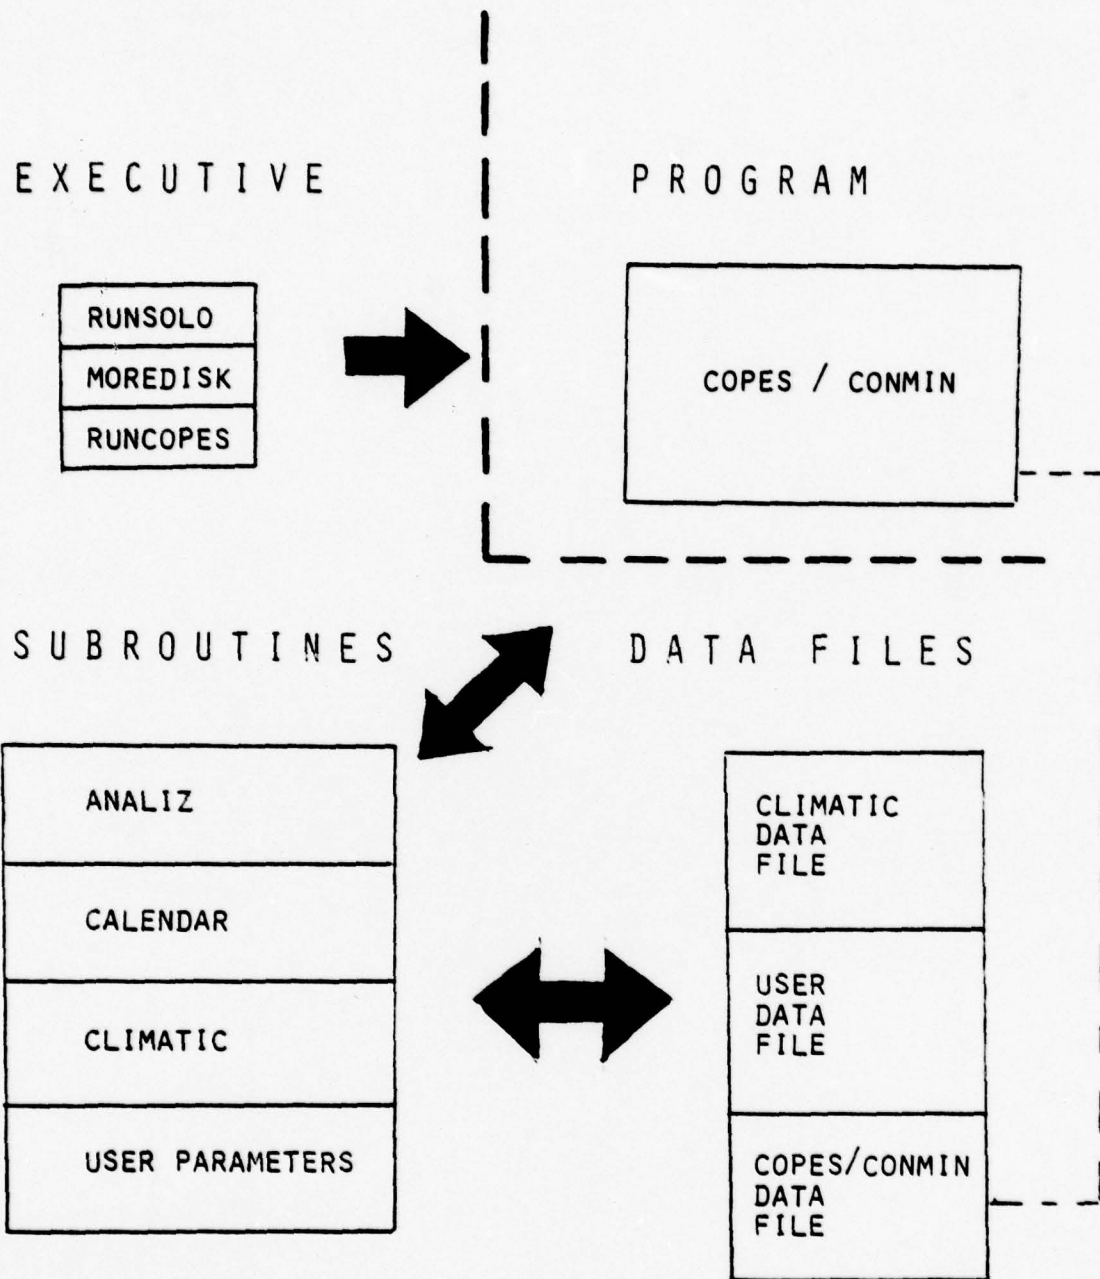 EXECUTIVE
RUNSOLO
MOREDISK
RUNCOPES
PROGRAM
COPES / CONMIN
SUBROUTINES
ANALIZ
CALENDAR
CLIMATIC
USER PARAMETERS
DATA FILES
CLIMATIC
DATA
FILE
USER
DATA
FILE
COPES/CONMIN
DATA
FILE